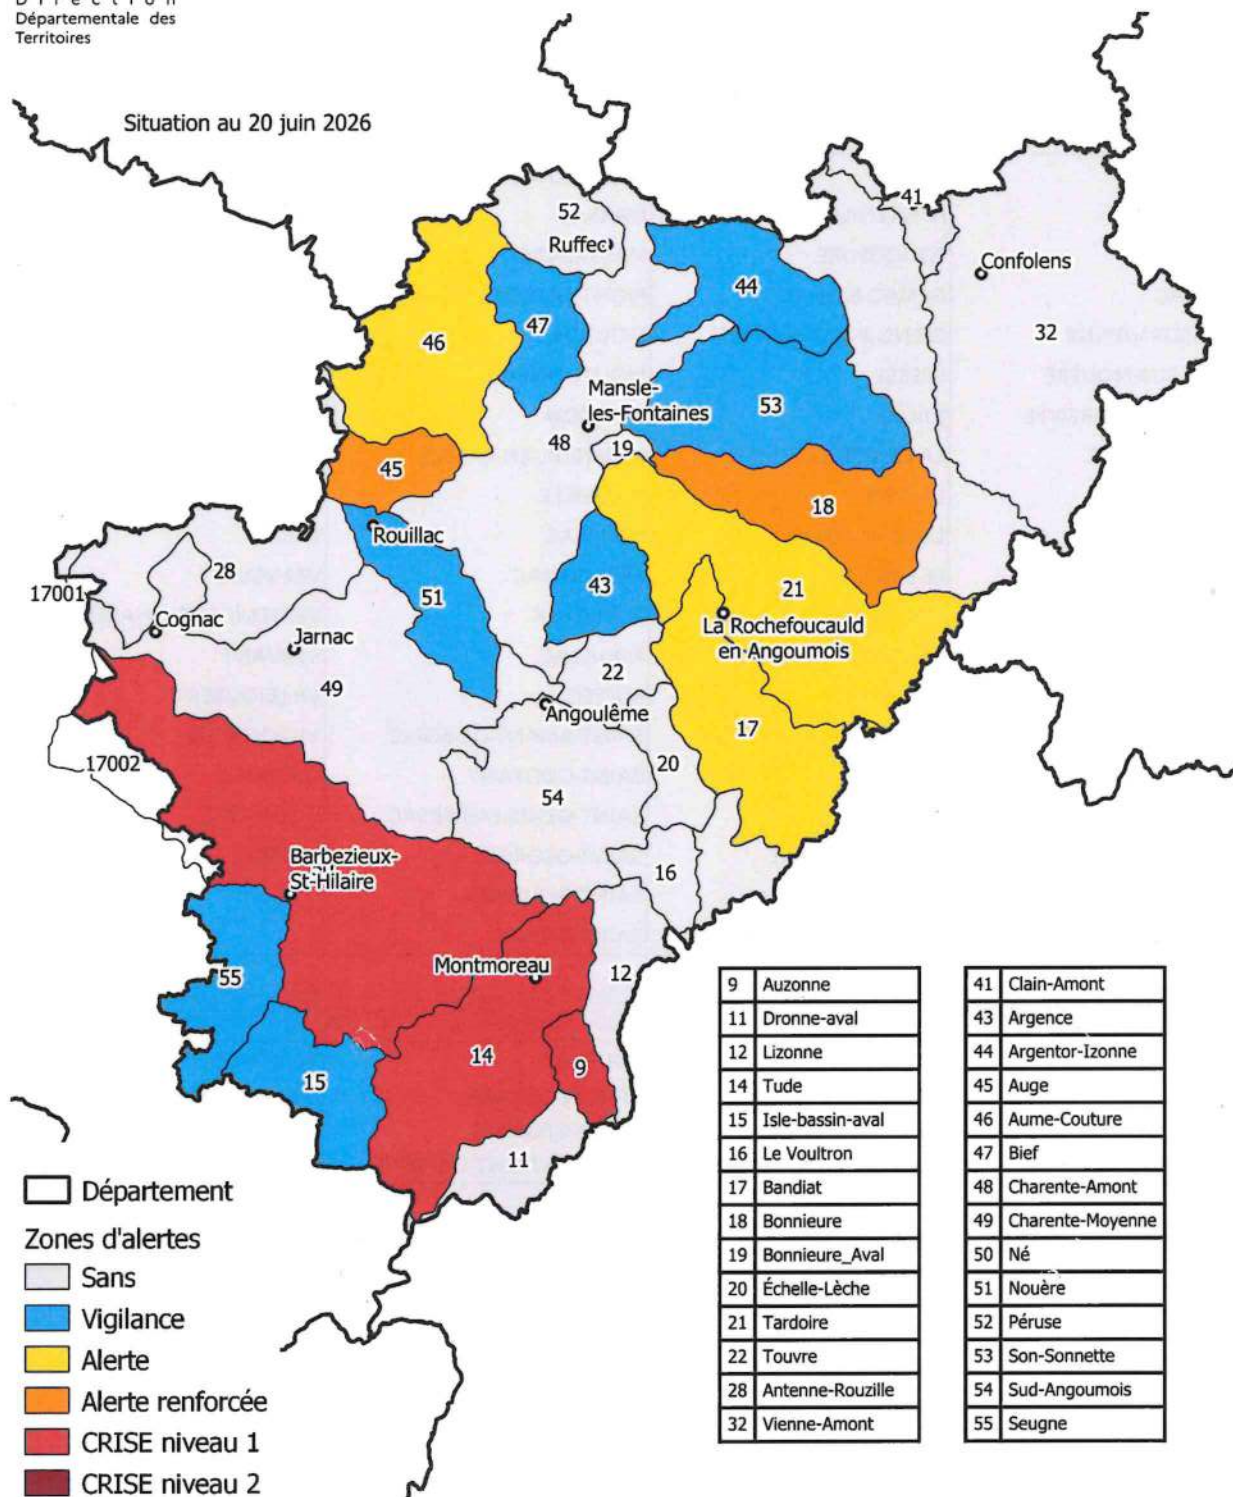 Direction
Départementale des
Territoires
Situation au 20 juin 2026
41
52
Ruffec
Confolens
44
47
32
46
Mansle-
les-Fontaines
53
48
19
45
18
Rouillac
28
17001
43
51
21
Cognac
La Rochefoucauld
en Angoumois
Jarnac
22
49
Angoulême
17
17002
20
54
Barbezieux-
St-Hilaire
16
Montmoreau
12
55
14
9
15
11
Département
Zones d'alertes
Sans
Vigilance
Alerte
Alerte renforcée
CRISE niveau 1
CRISE niveau 2
9 Auzonne
11 Dronne-aval
12 Lizonne
14 Tude
15 Isle-bassin-aval
16 Le Voultron
17 Bandiat
18 Bonnieure
19 Bonnieure_Aval
20 Échelle-Lèche
21 Tardoire
22 Touvre
28 Antenne-Rouzille
32 Vienne-Amont
41 Clain-Amont
43 Argence
44 Argentor-Izonne
45 Auge
46 Aume-Couture
47 Bief
48 Charente-Amont
49 Charente-Moyenne
50 Né
51 Nouère
52 Péruse
53 Son-Sonnette
54 Sud-Angoumois
55 Seugne